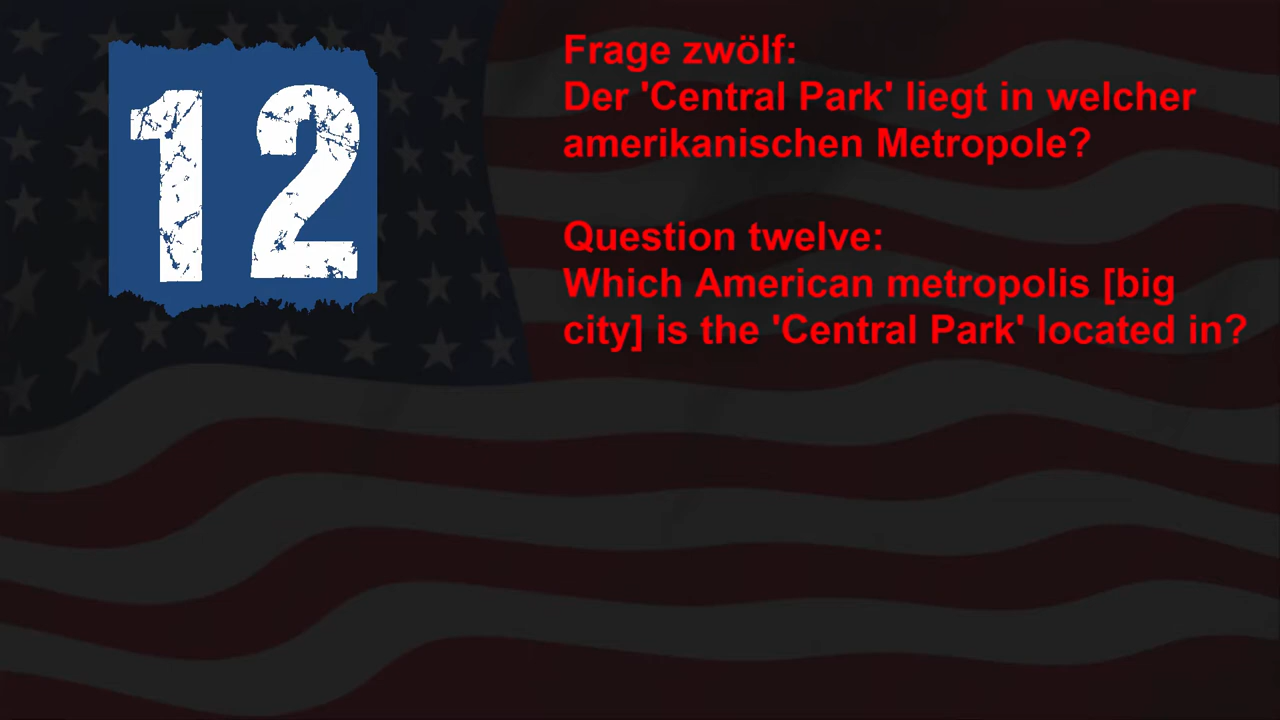 12
Frage zwölf:
Der 'Central Park' liegt in welcher
amerikanischen Metropole?
Question twelve:
Which American metropolis [big
city] is the 'Central Park' located in?